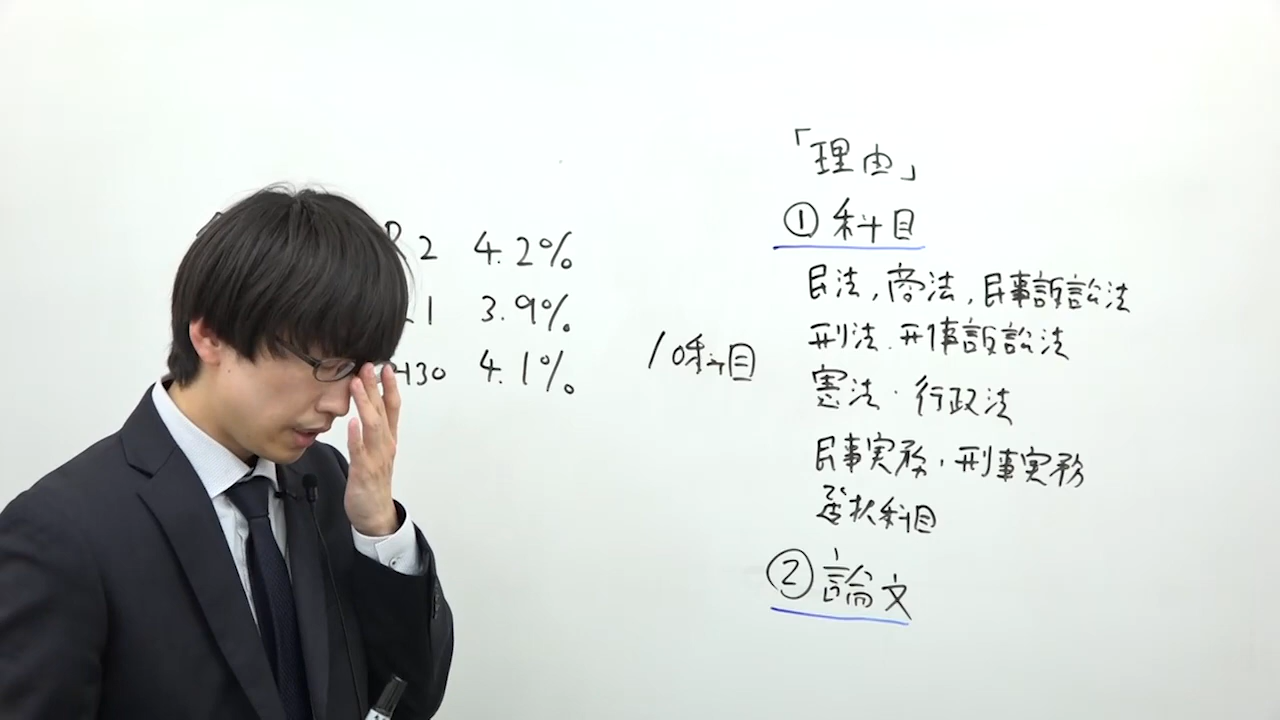 R2 4.2%
1 3.9%
H30 4.1%
10科目
「理由」
① 科目
民法,商法,民事訴訟法
刑法.刑事訴訟法
憲法・行政法
民事実務,刑事実務
選択科目
② 論文